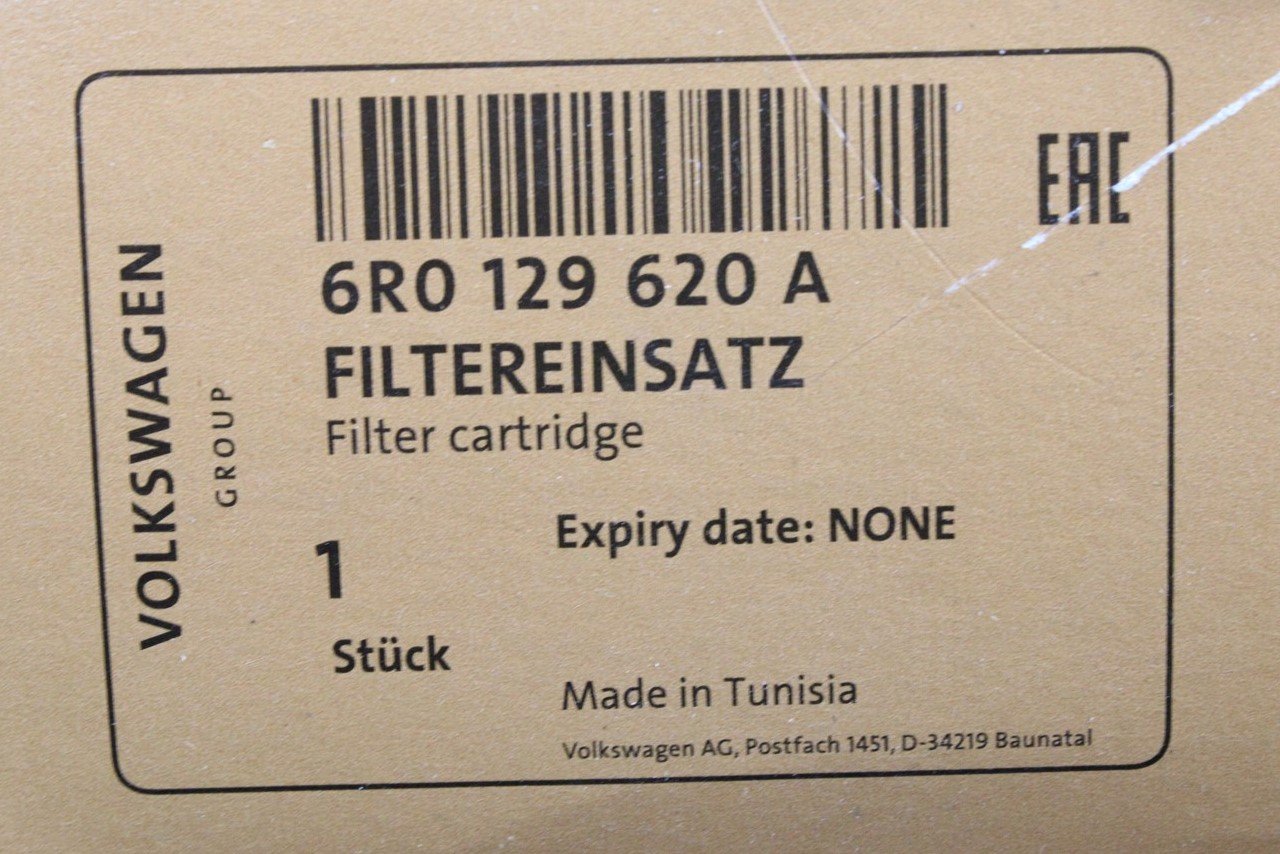 VOLKSWAGEN
GROUP
EAC
6R0 129 620 A
FILTEREINSATZ
Filter cartridge
Expiry date: NONE
1
Stück
Made in Tunisia
Volkswagen AG, Postfach 1451, D-34219 Baunatal